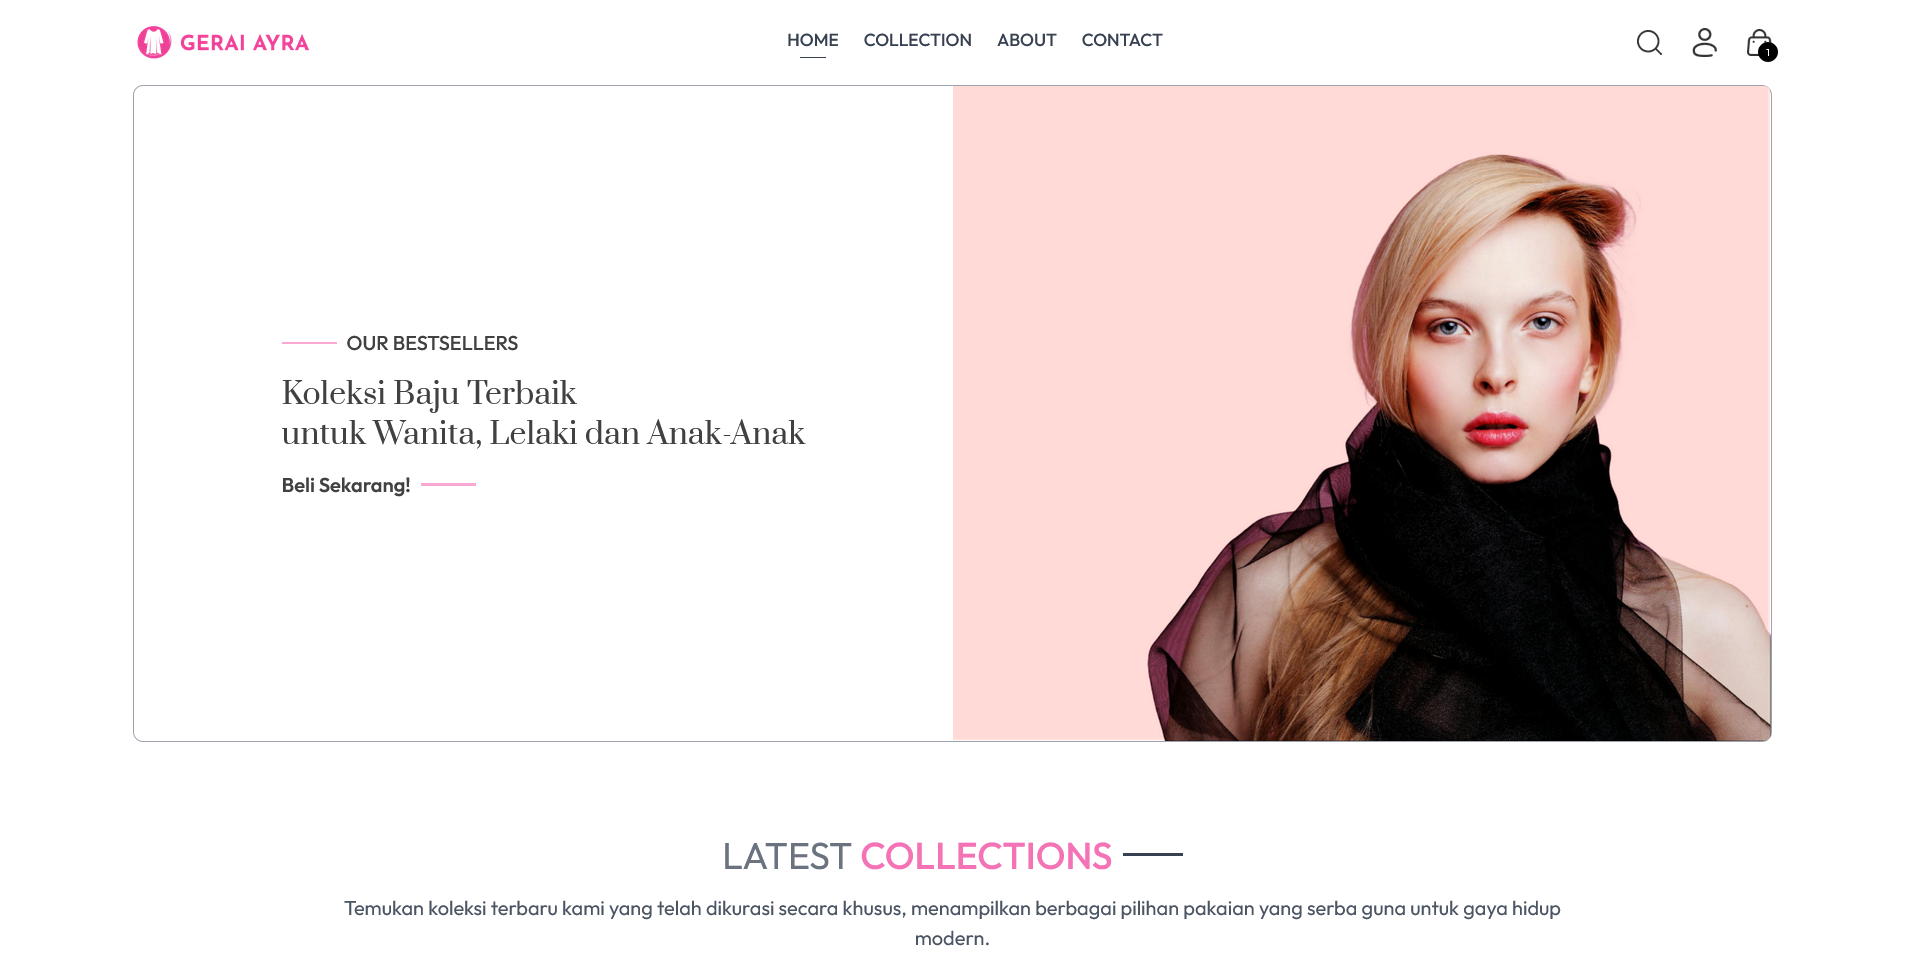 GERAI AYRA
HOME COLLECTION ABOUT CONTACT
1
OUR BESTSELLERS
Koleksi Baju Terbaik
untuk Wanita, Lelaki dan Anak-Anak
Beli Sekarang!
LATEST COLLECTIONS
Temukan koleksi terbaru kami yang telah dikurasi secara khusus, menampilkan berbagai pilihan pakaian yang serba guna untuk gaya hidup
modern.